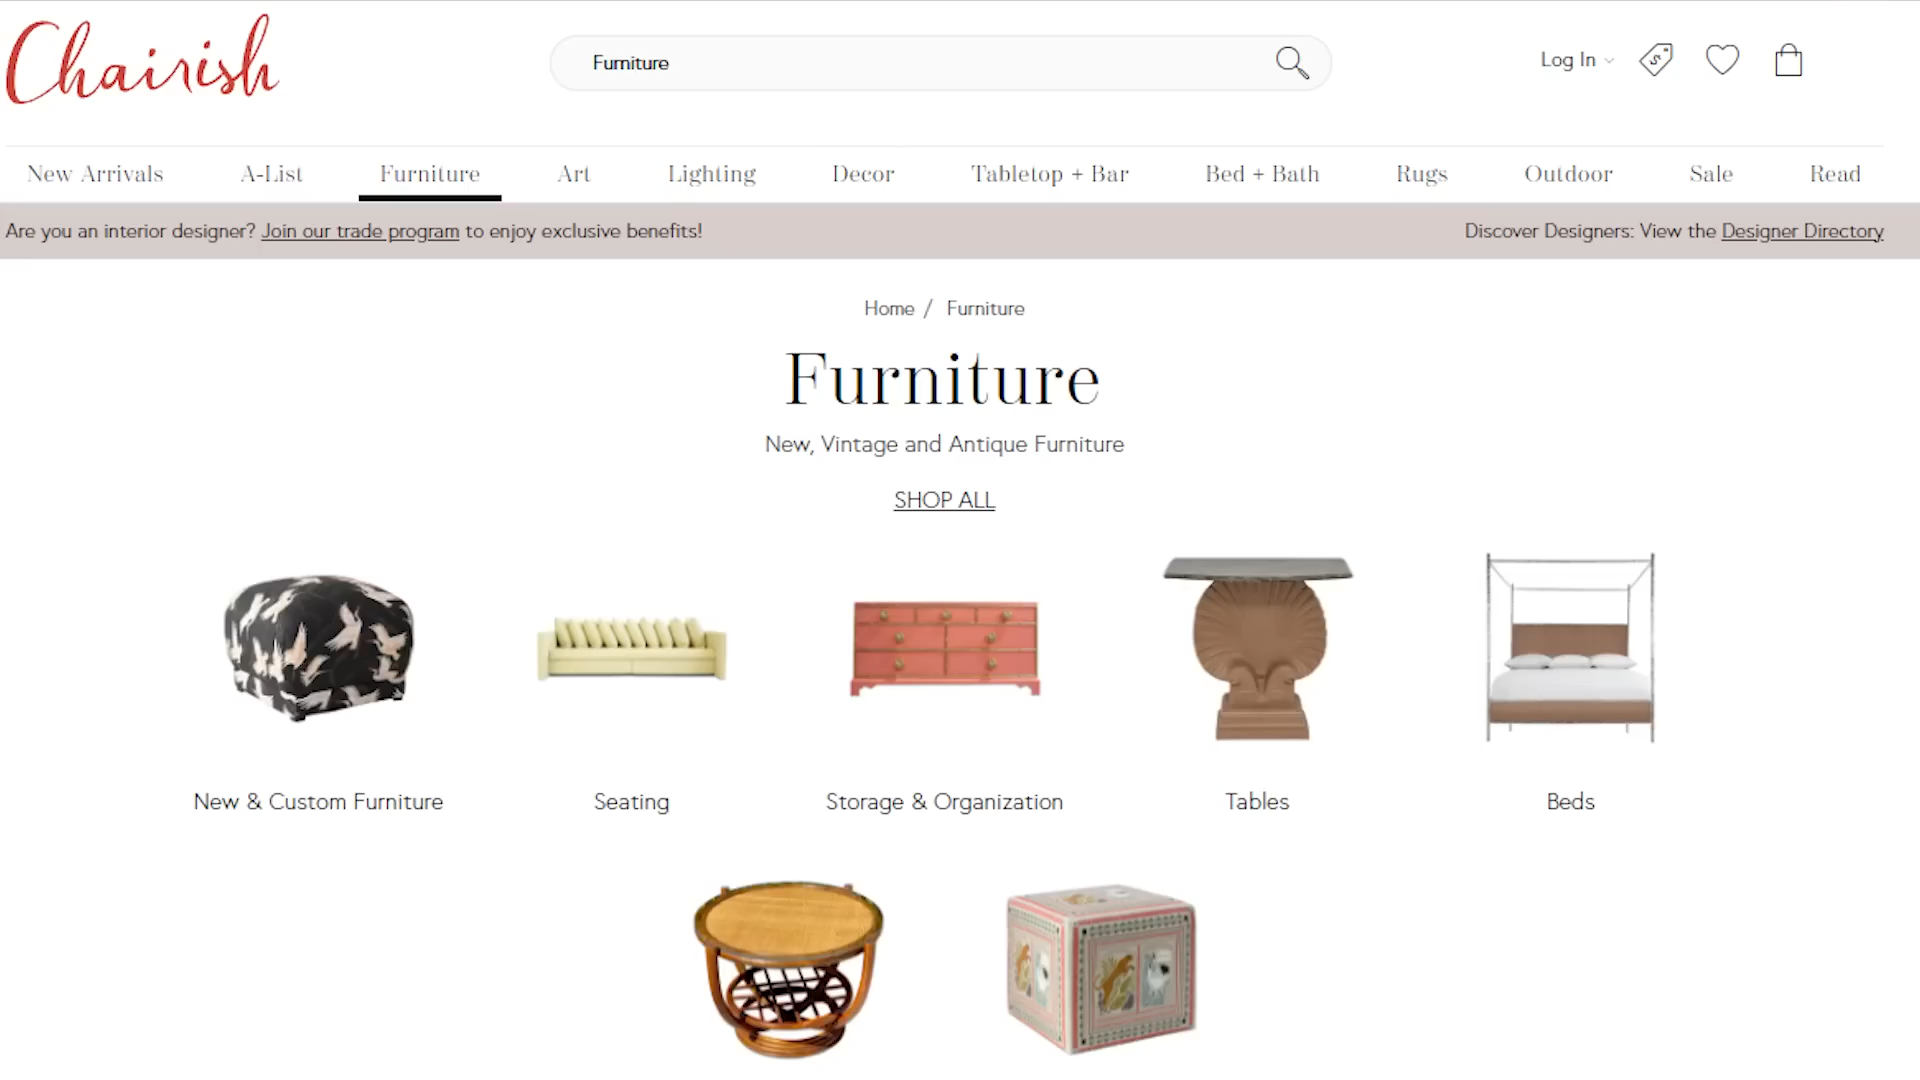 Chairish
Furniture
Log In
New Arrivals
A-List
Furniture
Art
Lighting
Decor
Tabletop + Bar
Bed + Bath
Rugs
Outdoor
Sale
Read
Are you an interior designer? Join our trade program to enjoy exclusive benefits!
Discover Designers: View the Designer Directory
Home / Furniture
Furniture
New, Vintage and Antique Furniture
SHOP ALL
New & Custom Furniture
Seating
Storage & Organization
Tables
Beds